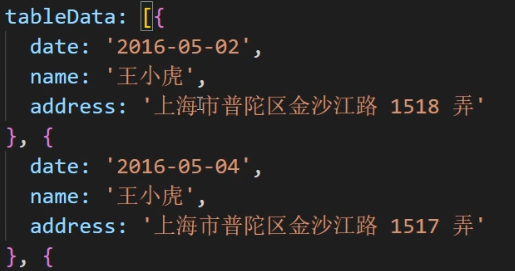 tableData: [{
date: '2016-05-02',
name: '王小虎',
address: '上海市普陀区金沙江路 1518 弄'
}, {
date: '2016-05-04',
name: '王小虎',
address: '上海市普陀区金沙江路 1517 弄'
}, {